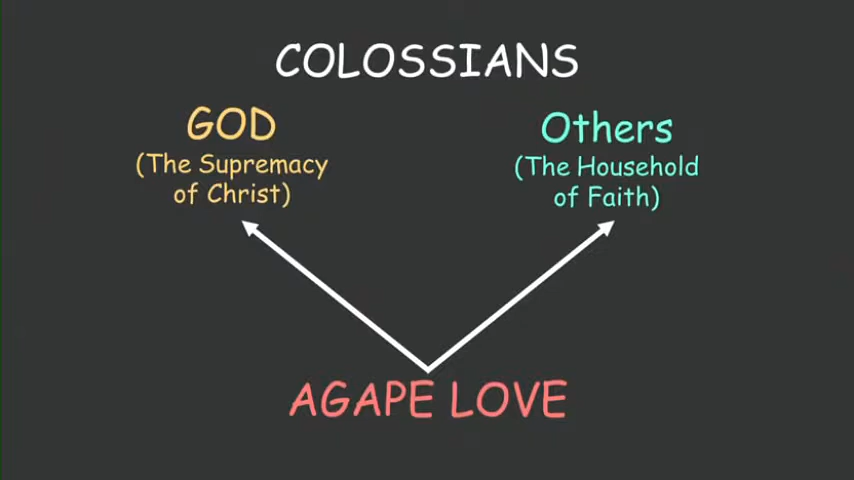 COLOSSIANS
GOD
(The Supremacy
of Christ)
Others
(The Household
of Faith)
AGAPE LOVE